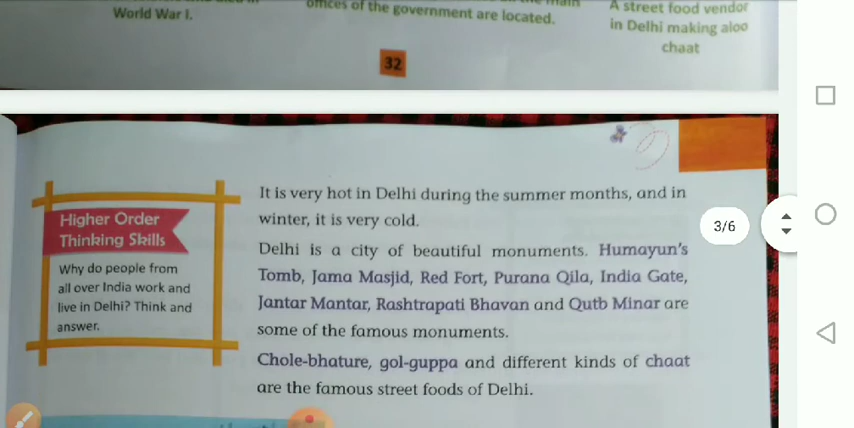 World War I.
offices of the government are located.
A street food vendor
in Delhi making aloo
chaat
32
It is very hot in Delhi during the summer months, and in
winter, it is very cold.
Delhi is a city of beautiful monuments. Humayun's
Tomb, Jama Masjid, Red Fort, Purana Qila, India Gate,
Jantar Mantar, Rashtrapati Bhavan and Qutb Minar are
some of the famous monuments.
Chole-bhature, gol-guppa and different kinds of chaat
are the famous street foods of Delhi.
Higher Order
Thinking Skills
Why do people from
all over India work and
live in Delhi? Think and
answer.
3/6